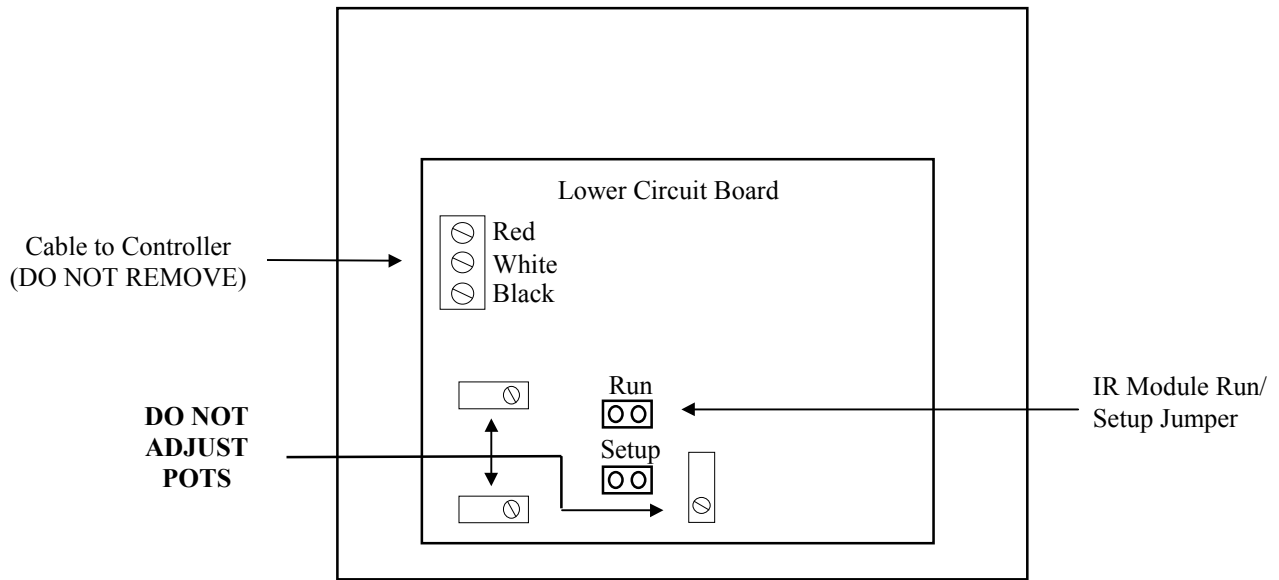 Lower Circuit Board
Red
White
Black
Cable to Controller
(DO NOT REMOVE)
Run
Setup
IR Module Run/
Setup Jumper
DO NOT
ADJUST
POTS